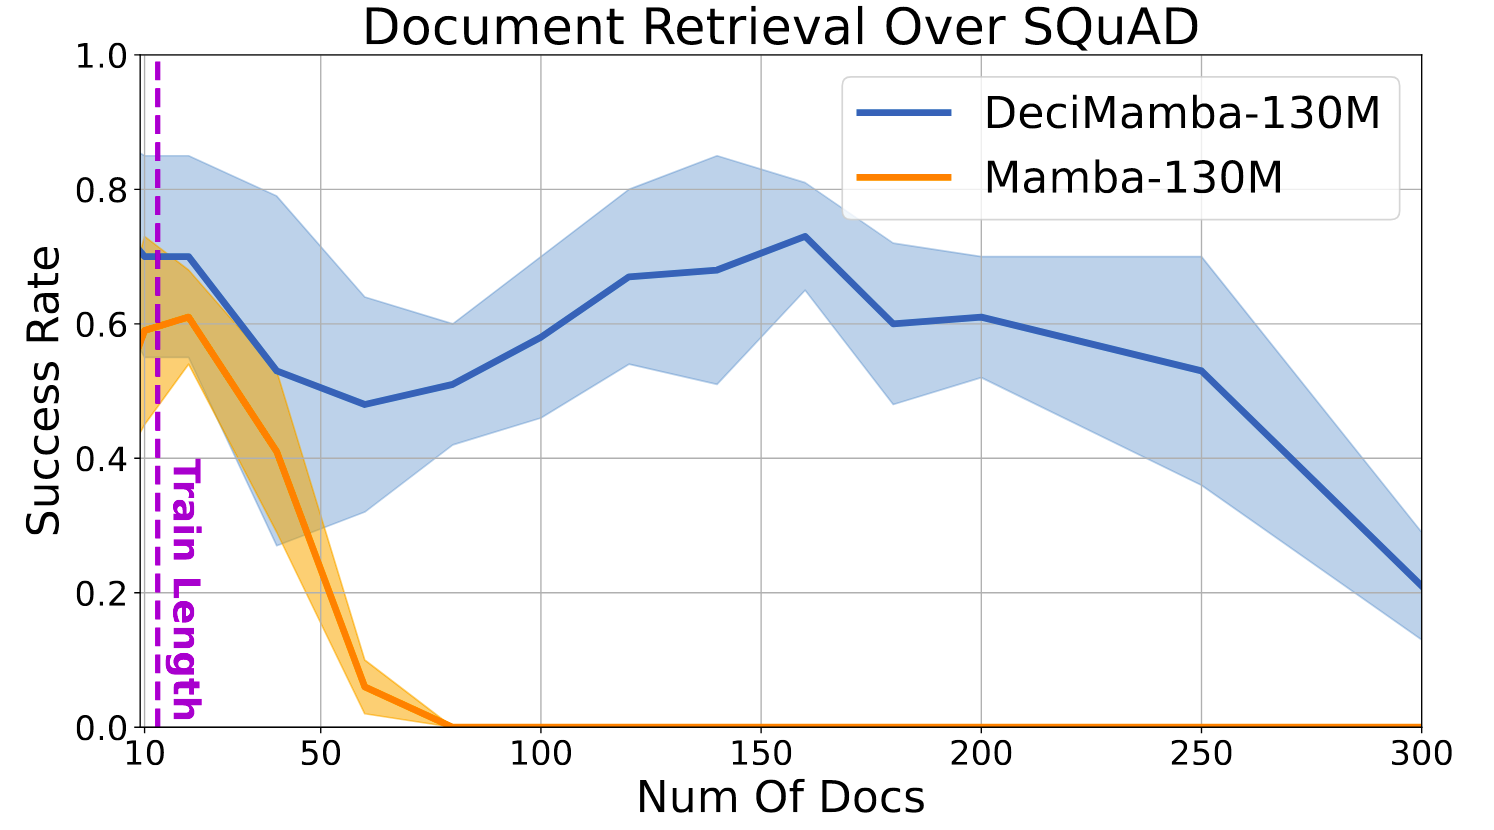 Document Retrieval Over SQuAD
DeciMamba-130M
Mamba-130M
Success Rate
1.0
0.8
0.6
0.4
0.2
0.0
Train Length
10 50 100 150 200 250 300
Num Of Docs